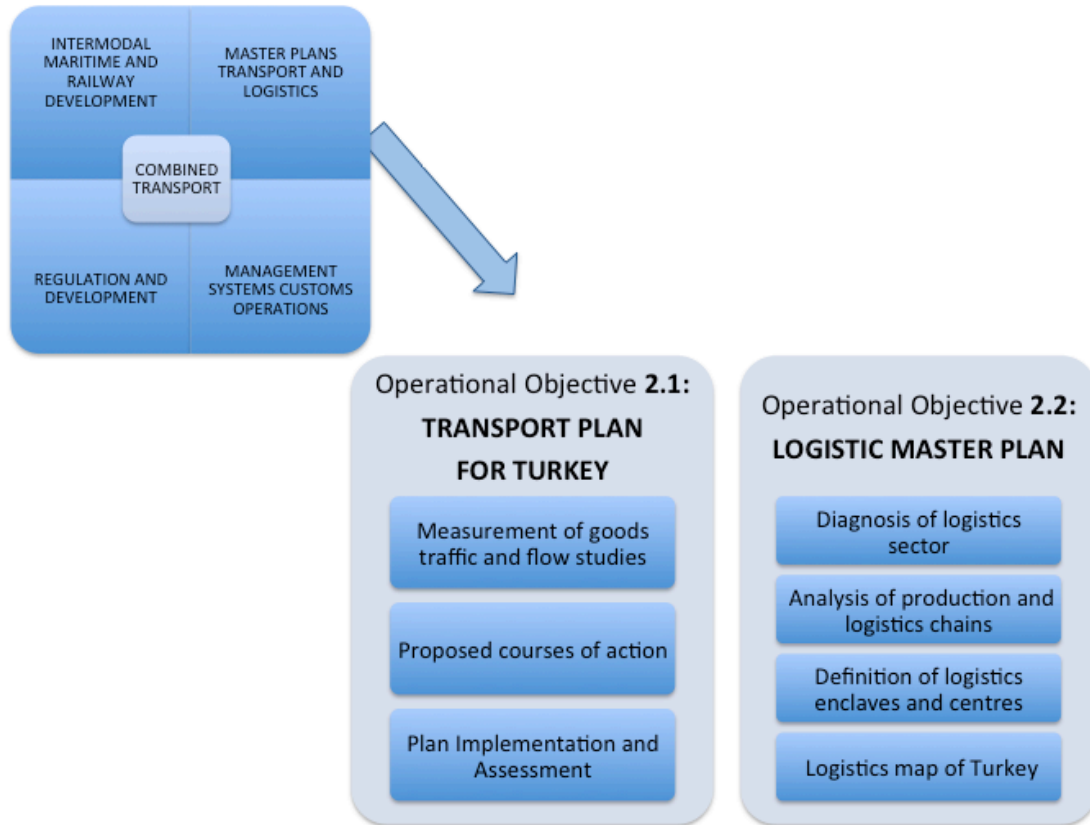 INTERMODAL
MARITIME AND
RAILWAY
DEVELOPMENT
MASTER PLANS
TRANSPORT AND
LOGISTICS
COMBINED
TRANSPORT
REGULATION AND
DEVELOPMENT
MANAGEMENT
SYSTEMS CUSTOMS
OPERATIONS
Operational Objective 2.1:
TRANSPORT PLAN
FOR TURKEY
Measurement of goods
traffic and flow studies
Proposed courses of action
Plan Implementation and
Assessment
Operational Objective 2.2:
LOGISTIC MASTER PLAN
Diagnosis of logistics
sector
Analysis of production and
logistics chains
Definition of logistics
enclaves and centres
Logistics map of Turkey